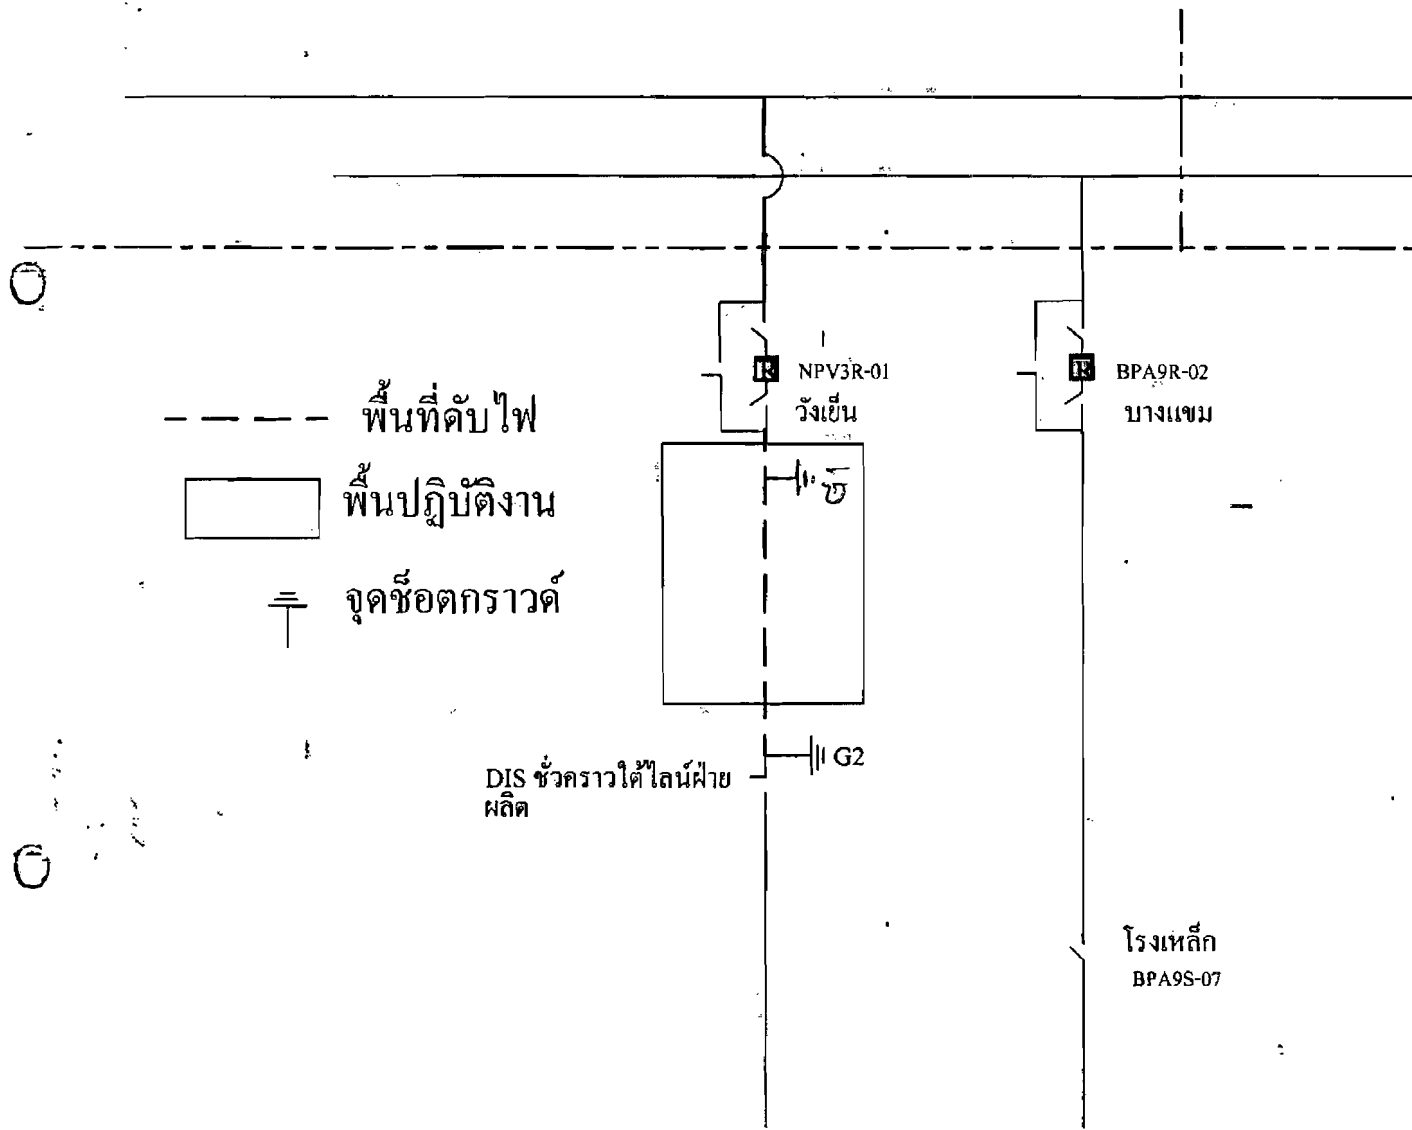 R
NPV3R-01
วังเย็น
R
BPA9R-02
บางแขม
พื้นที่ดับไฟ
พื้นปฏิบัติงาน
จุดช็อตกราวด์
G2
DIS ชั่วคราวใต้ไลน์ฝ่าย
ผลิต
โรงเหล็ก
BPA9S-07